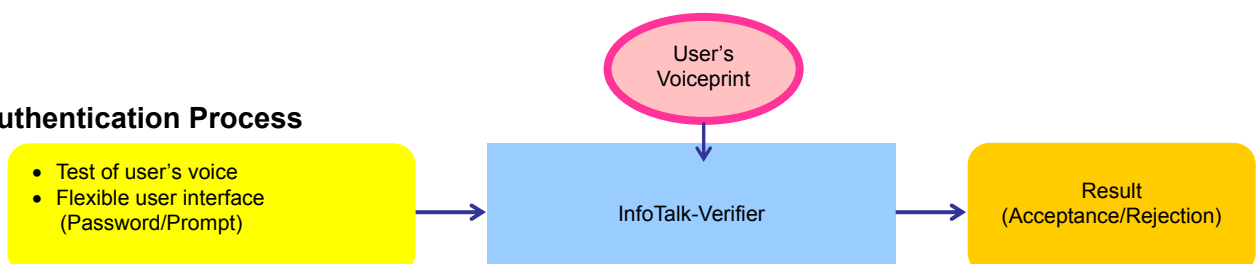 User’s
Voiceprint
uthentication Process
• Test of user’s voice
• Flexible user interface
(Password/Prompt)
InfoTalk-Verifier
Result
(Acceptance/Rejection)